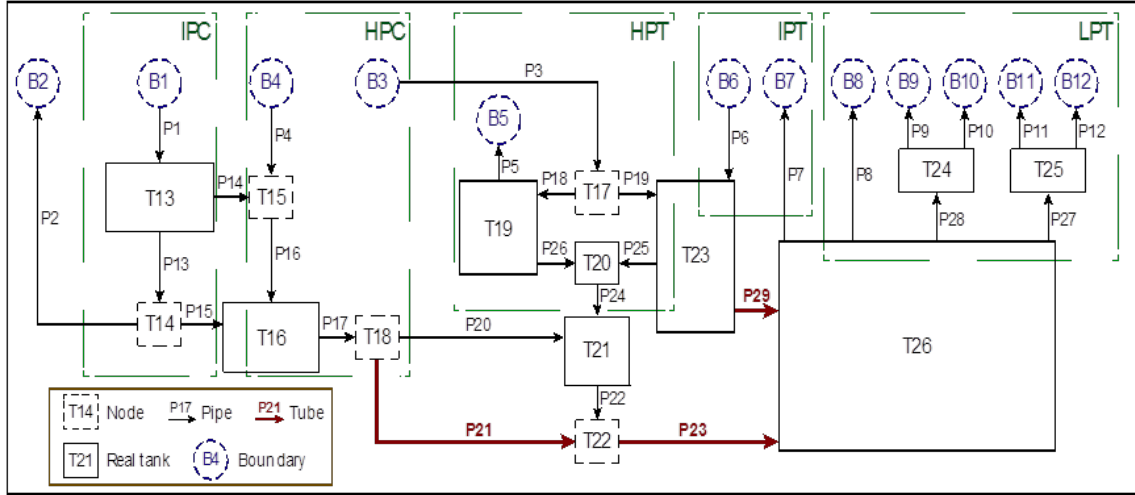 IPC HPC HPT IPT LPT
B2 B1 B4 B3 P3 B6 B7 B8 B9 B10 B11 B12
B5
P1 P4 P6 P9 P10 P11 P12
P5 P7 P8
T13 P14 T15 P18 T17 P19 T24 T25
P2 T19 T23 P28 P27
P13 P16 P26 T20 P25
P24 P29
T14 P15 T16 P17 T18 P20 T21 T26
P22
P21 T22 P23
T14 Node P17 Pipe P21 Tube
T21 Real tank B4 Boundary